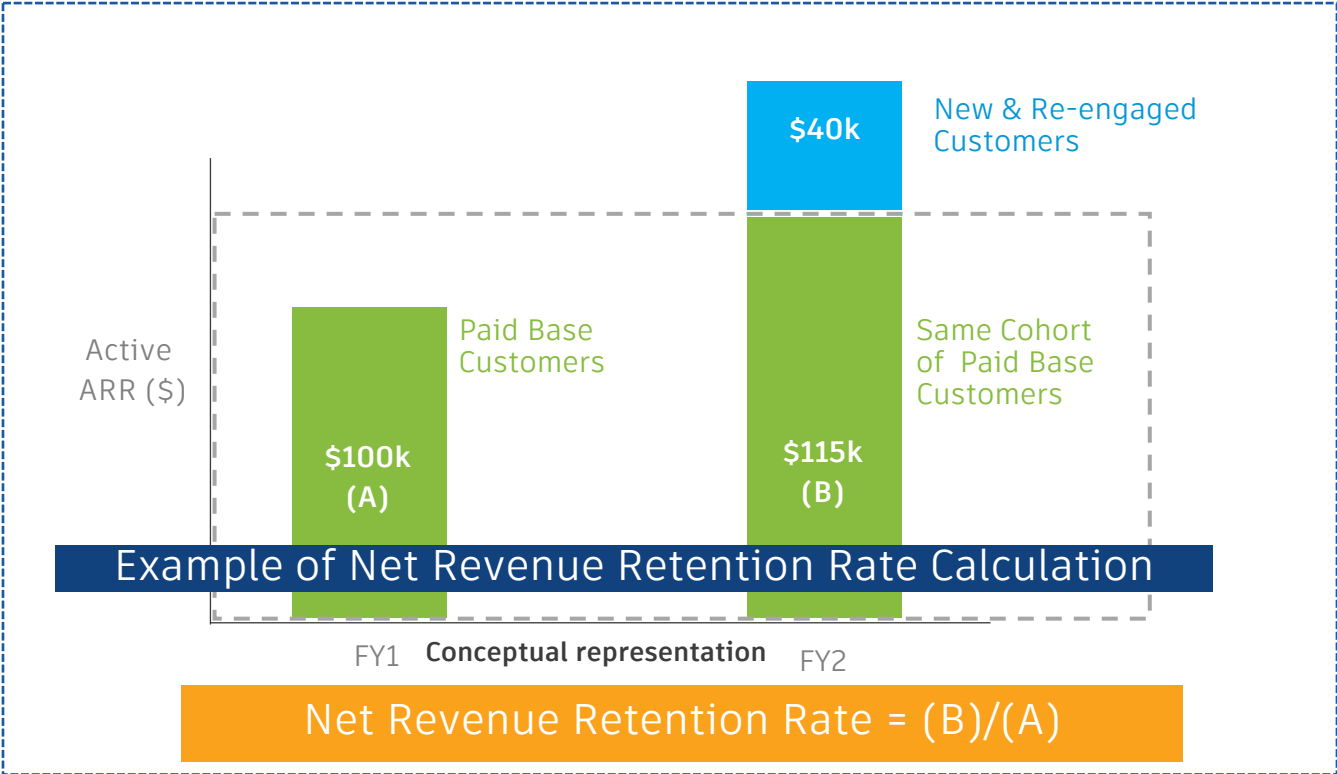 $40k
New & Re-engaged
Customers
Active
ARR ($)
Paid Base
Customers
Same Cohort
of Paid Base
Customers
$100k
(A)
$115k
(B)
Example of Net Revenue Retention Rate Calculation
FY1
Conceptual representation
FY2
Net Revenue Retention Rate = (B)/(A)